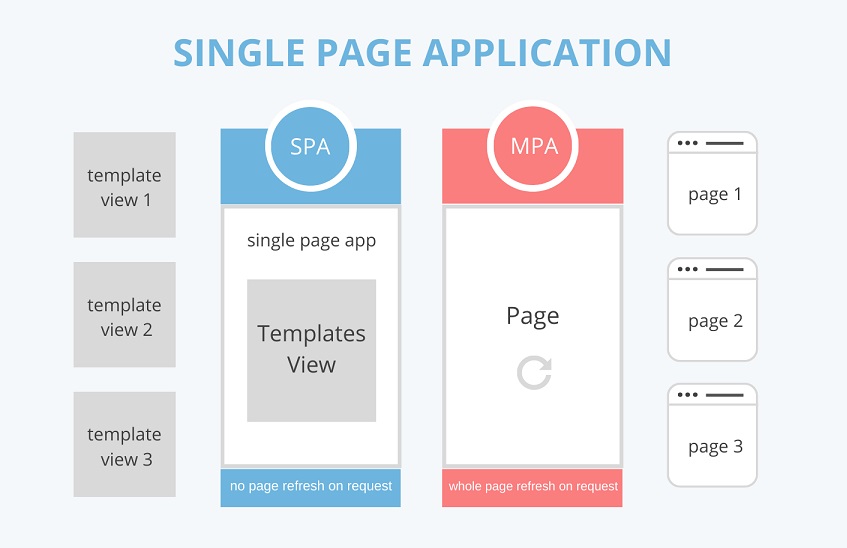 SINGLE PAGE APPLICATION
template
view 1
template
view 2
template
view 3
SPA
single page app
Templates
View
no page refresh on request
MPA
Page
whole page refresh on request
page 1
page 2
page 3